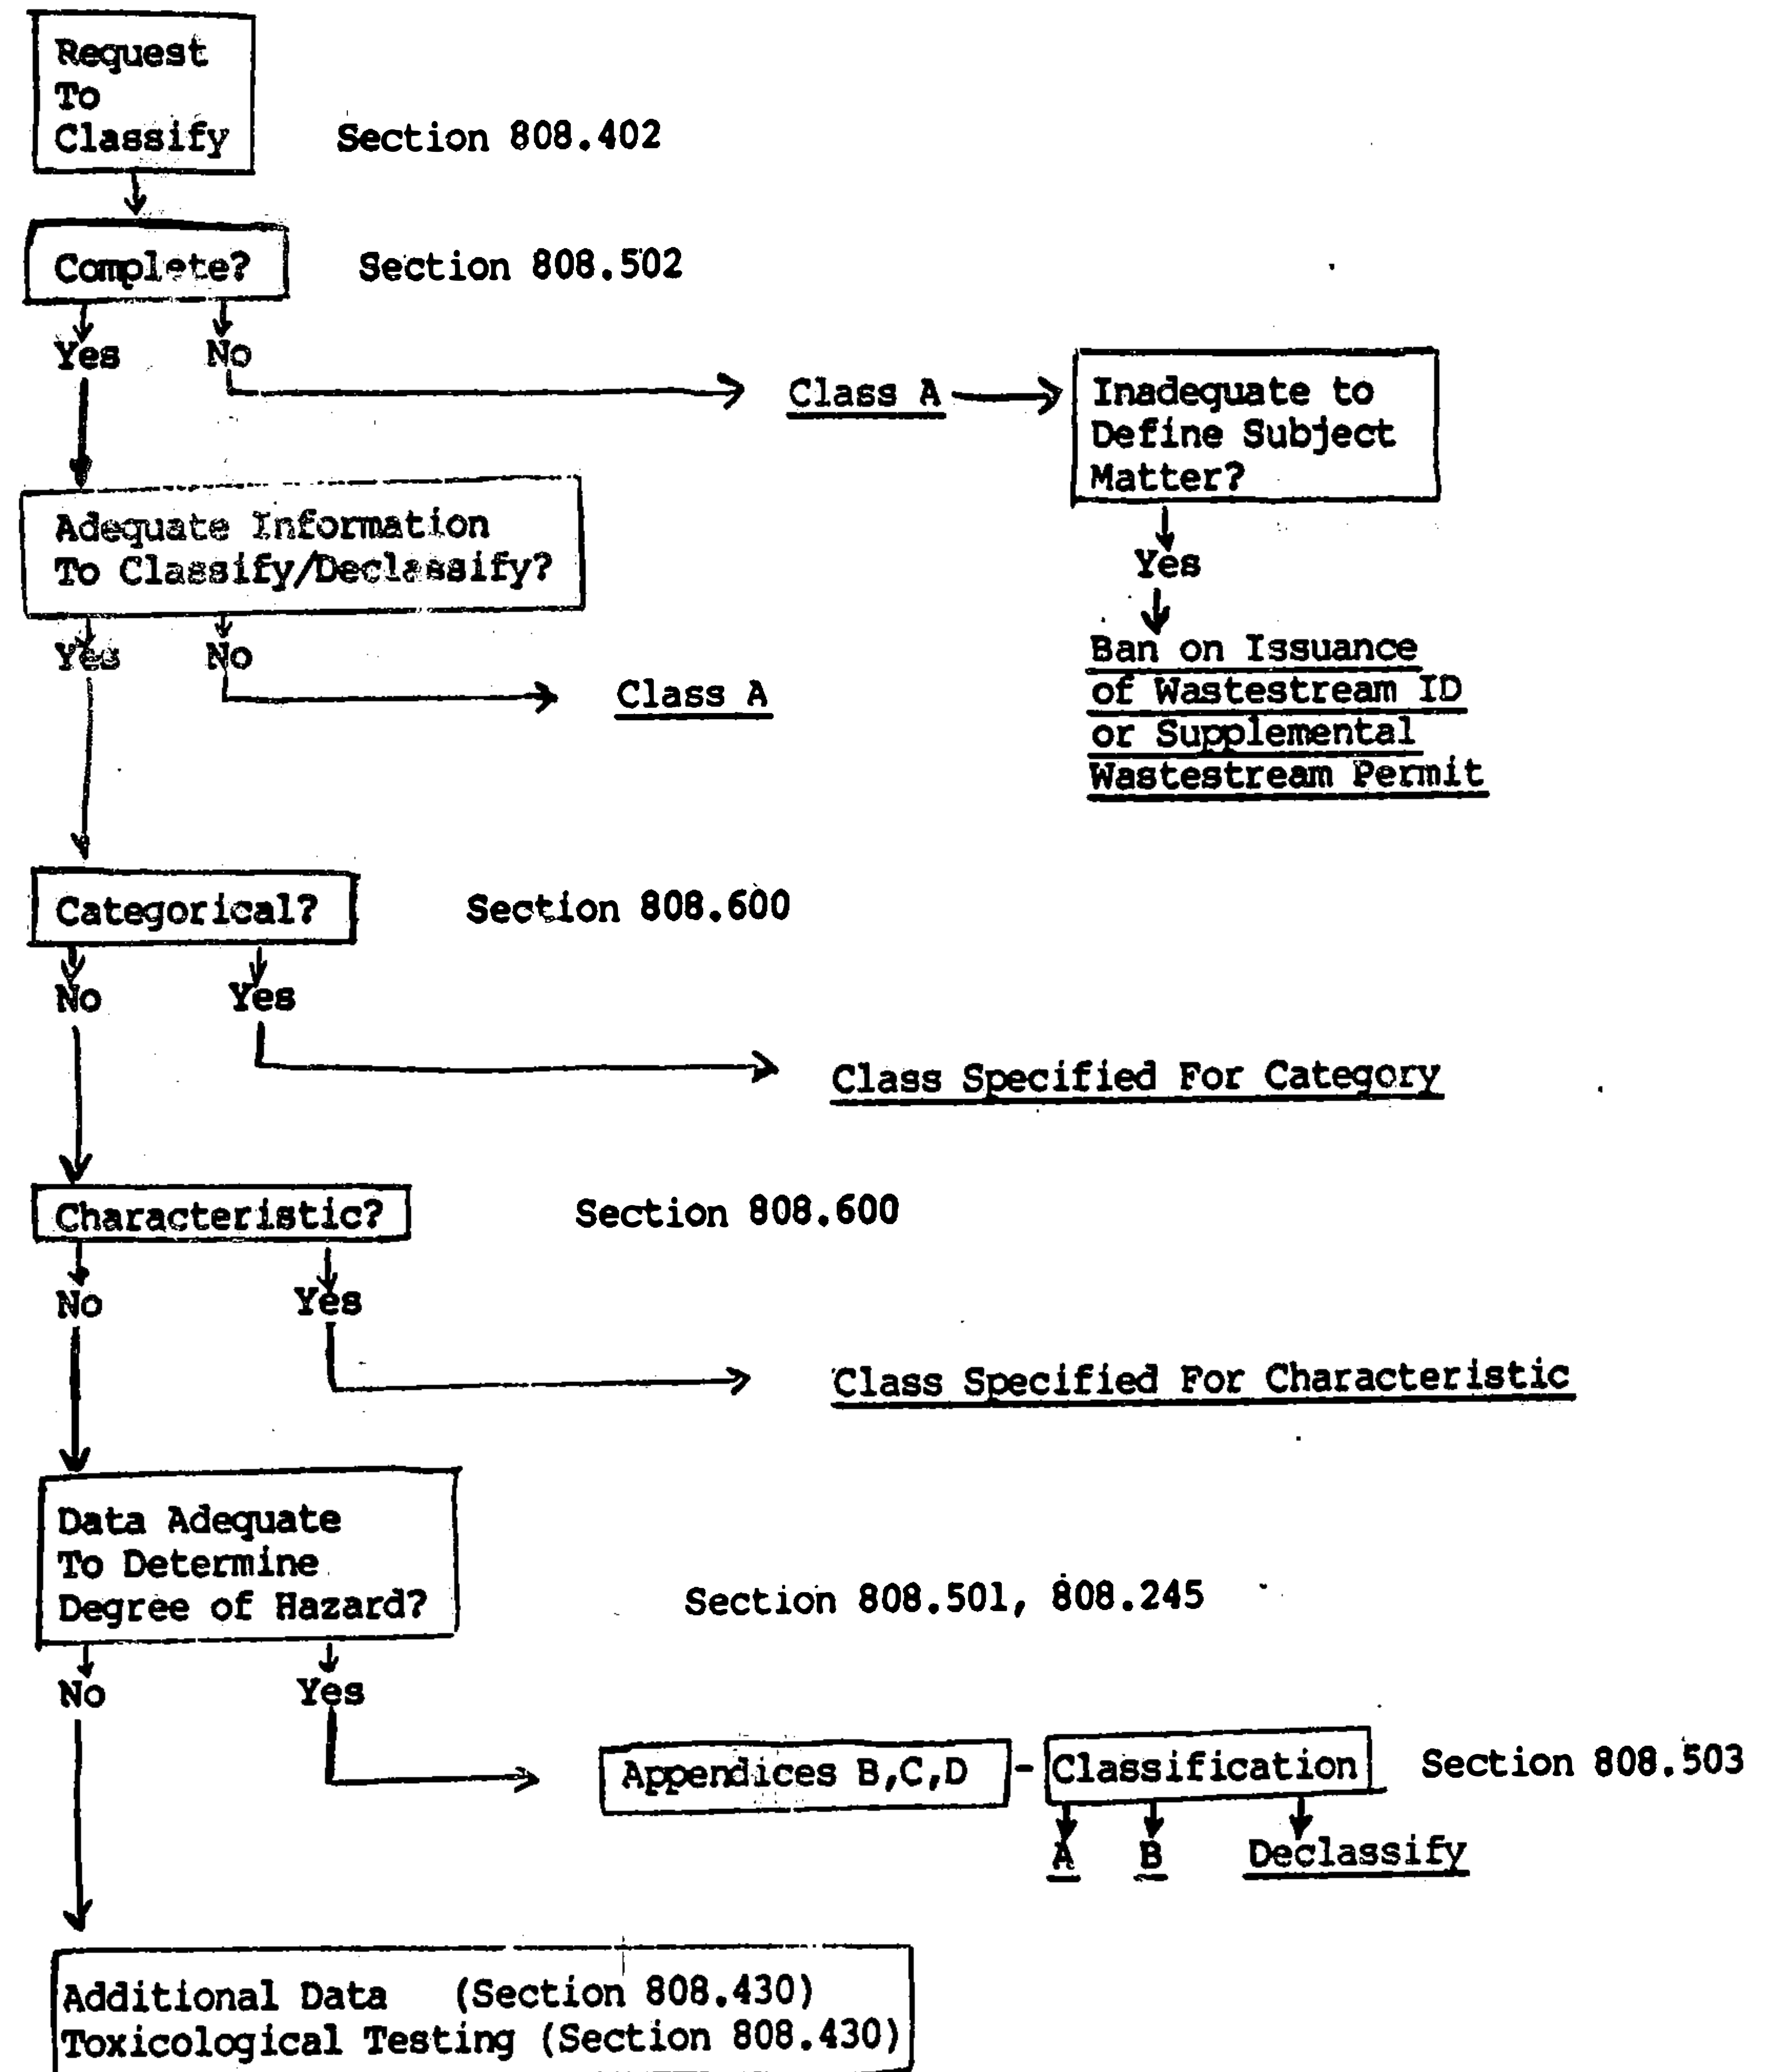 Request
To
Classify
Section 808.402
Complete?
Section 808.502
Yes
No
Class A
Inadequate to
Define Subject
Matter?
Yes
Ban on Issuance
of Wastestream ID
or Supplemental
Wastestream Permit
Adequate Information
To Classify/Declassify?
Yes
No
Class A
Categorical?
Section 808.600
No
Yes
Class Specified For Category
Characteristic?
Section 808.600
No
Yes
Class Specified For Characteristic
Data Adequate
To Determine
Degree of Hazard?
Section 808.501, 808.245
No
Yes
Appendices B,C,D - Classification
Section 808.503
A
B
Declassify
Additional Data (Section 808.430)
Toxicological Testing (Section 808.430)